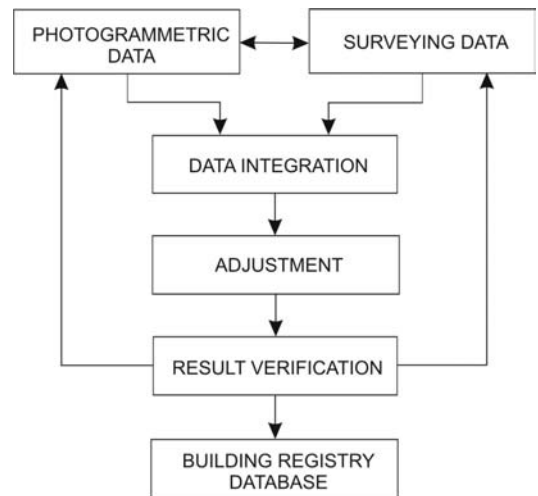 PHOTOGRAMMETRIC
DATA
SURVEYING DATA
DATA INTEGRATION
ADJUSTMENT
RESULT VERIFICATION
BUILDING REGISTRY
DATABASE